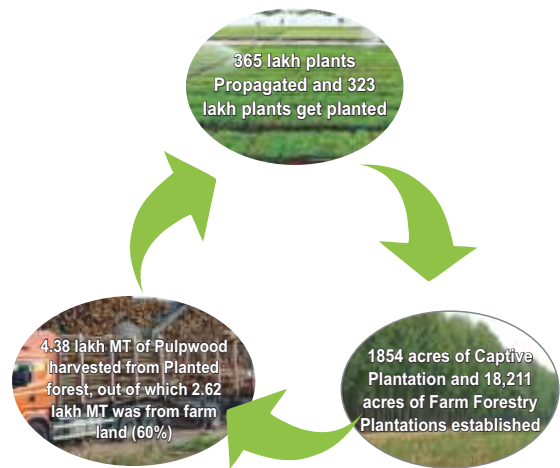 365 lakh plants
Propagated and 323
lakh plants get planted
1854 acres of Captive
Plantation and 18,211
acres of Farm Forestry
Plantations established
4.38 lakh MT of Pulpwood
harvested from Planted
forest, out of which 2.62
lakh MT was from farm
land (60%)